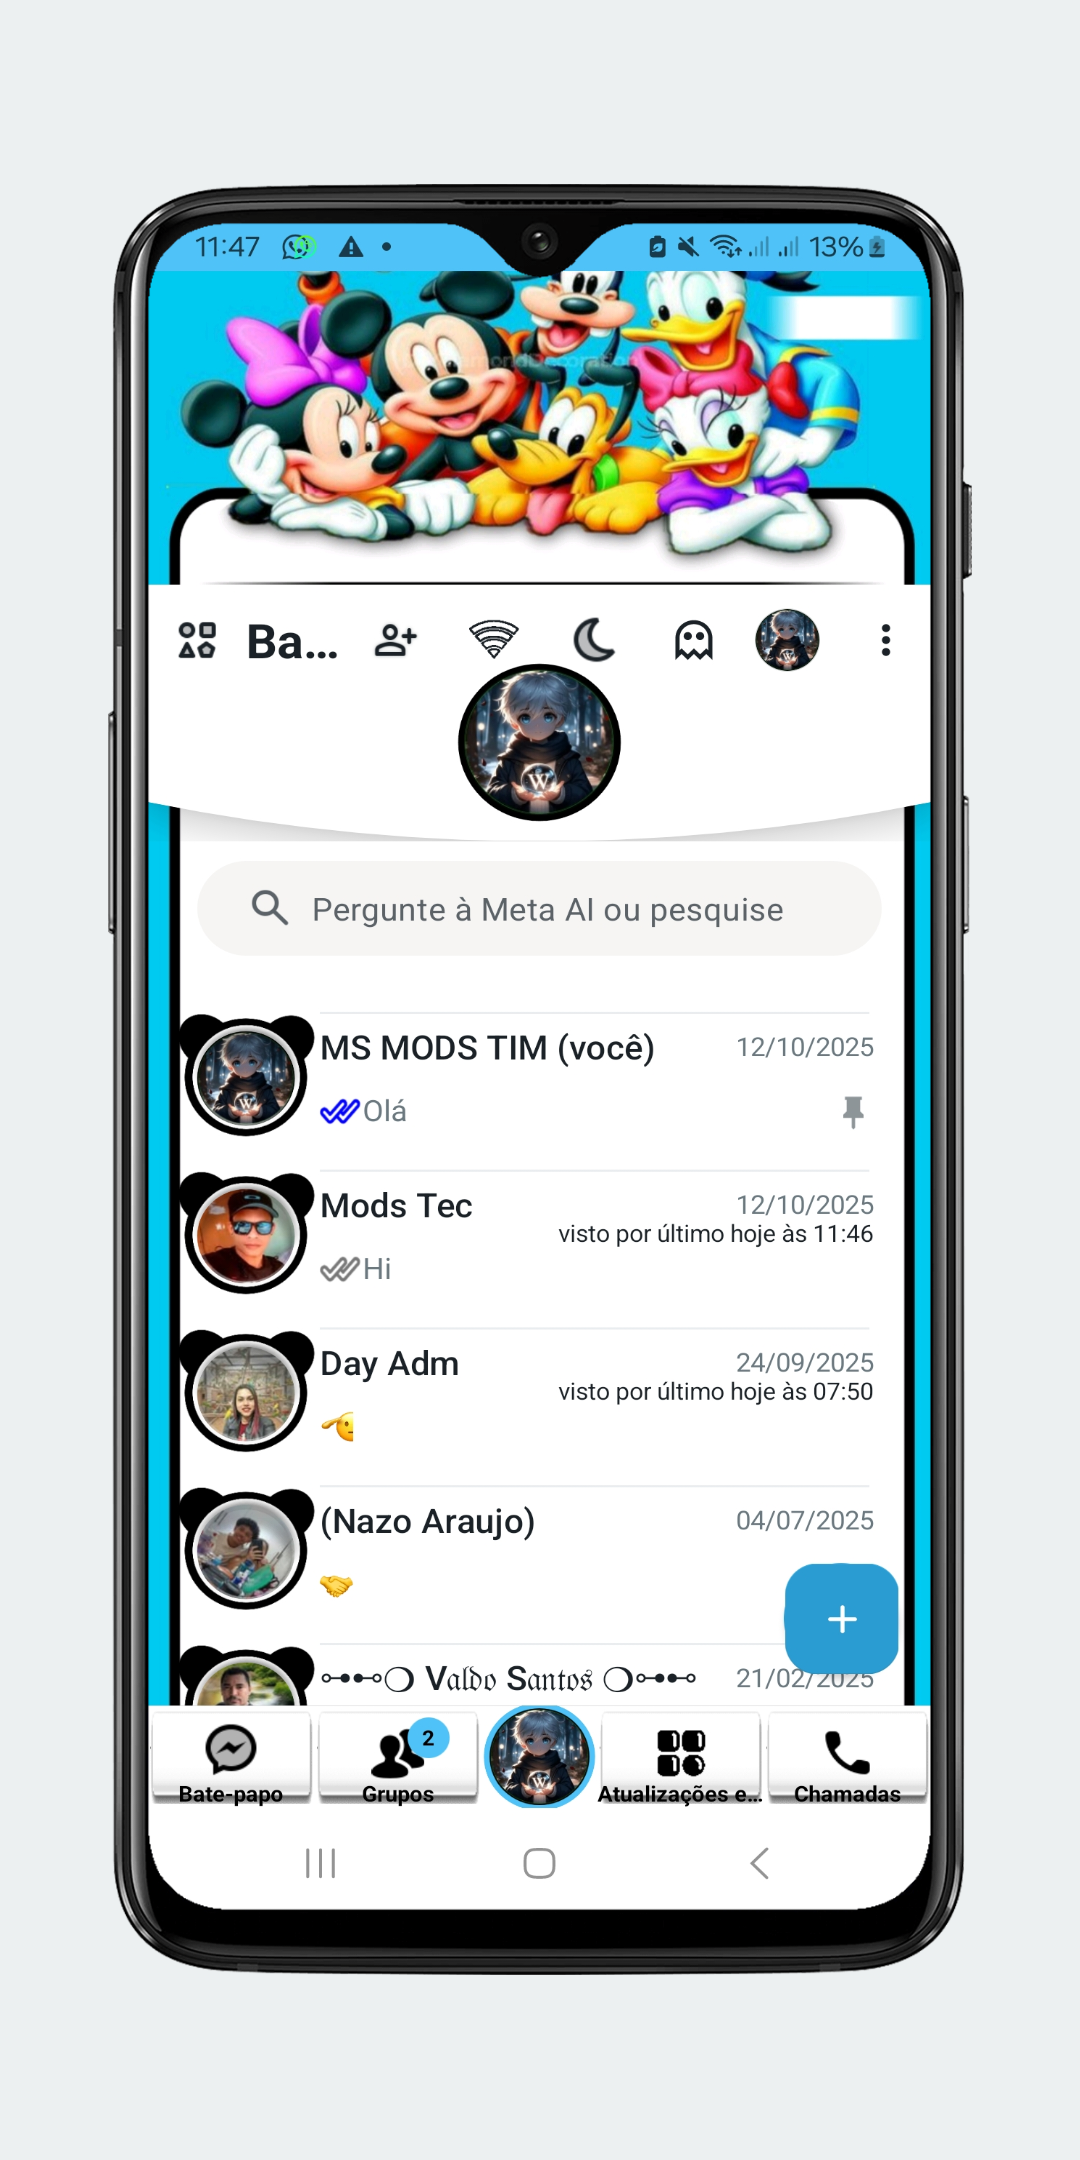 11:47
13%
Ba...
Pergunte à Meta AI ou pesquise
MS MODS TIM (você)
12/10/2025
Olá
Mods Tec
12/10/2025
visto por último hoje às 11:46
Hi
Day Adm
24/09/2025
visto por último hoje às 07:50
(Nazo Araujo)
04/07/2025
⊶⊷❍ V𝔞𝔩𝔡𝔬 S𝔞𝔫𝔱𝔬𝔰 ❍⊶⊷
21/02/2025
2
Bate-papo
Grupos
W
Atualizações e...
Chamadas